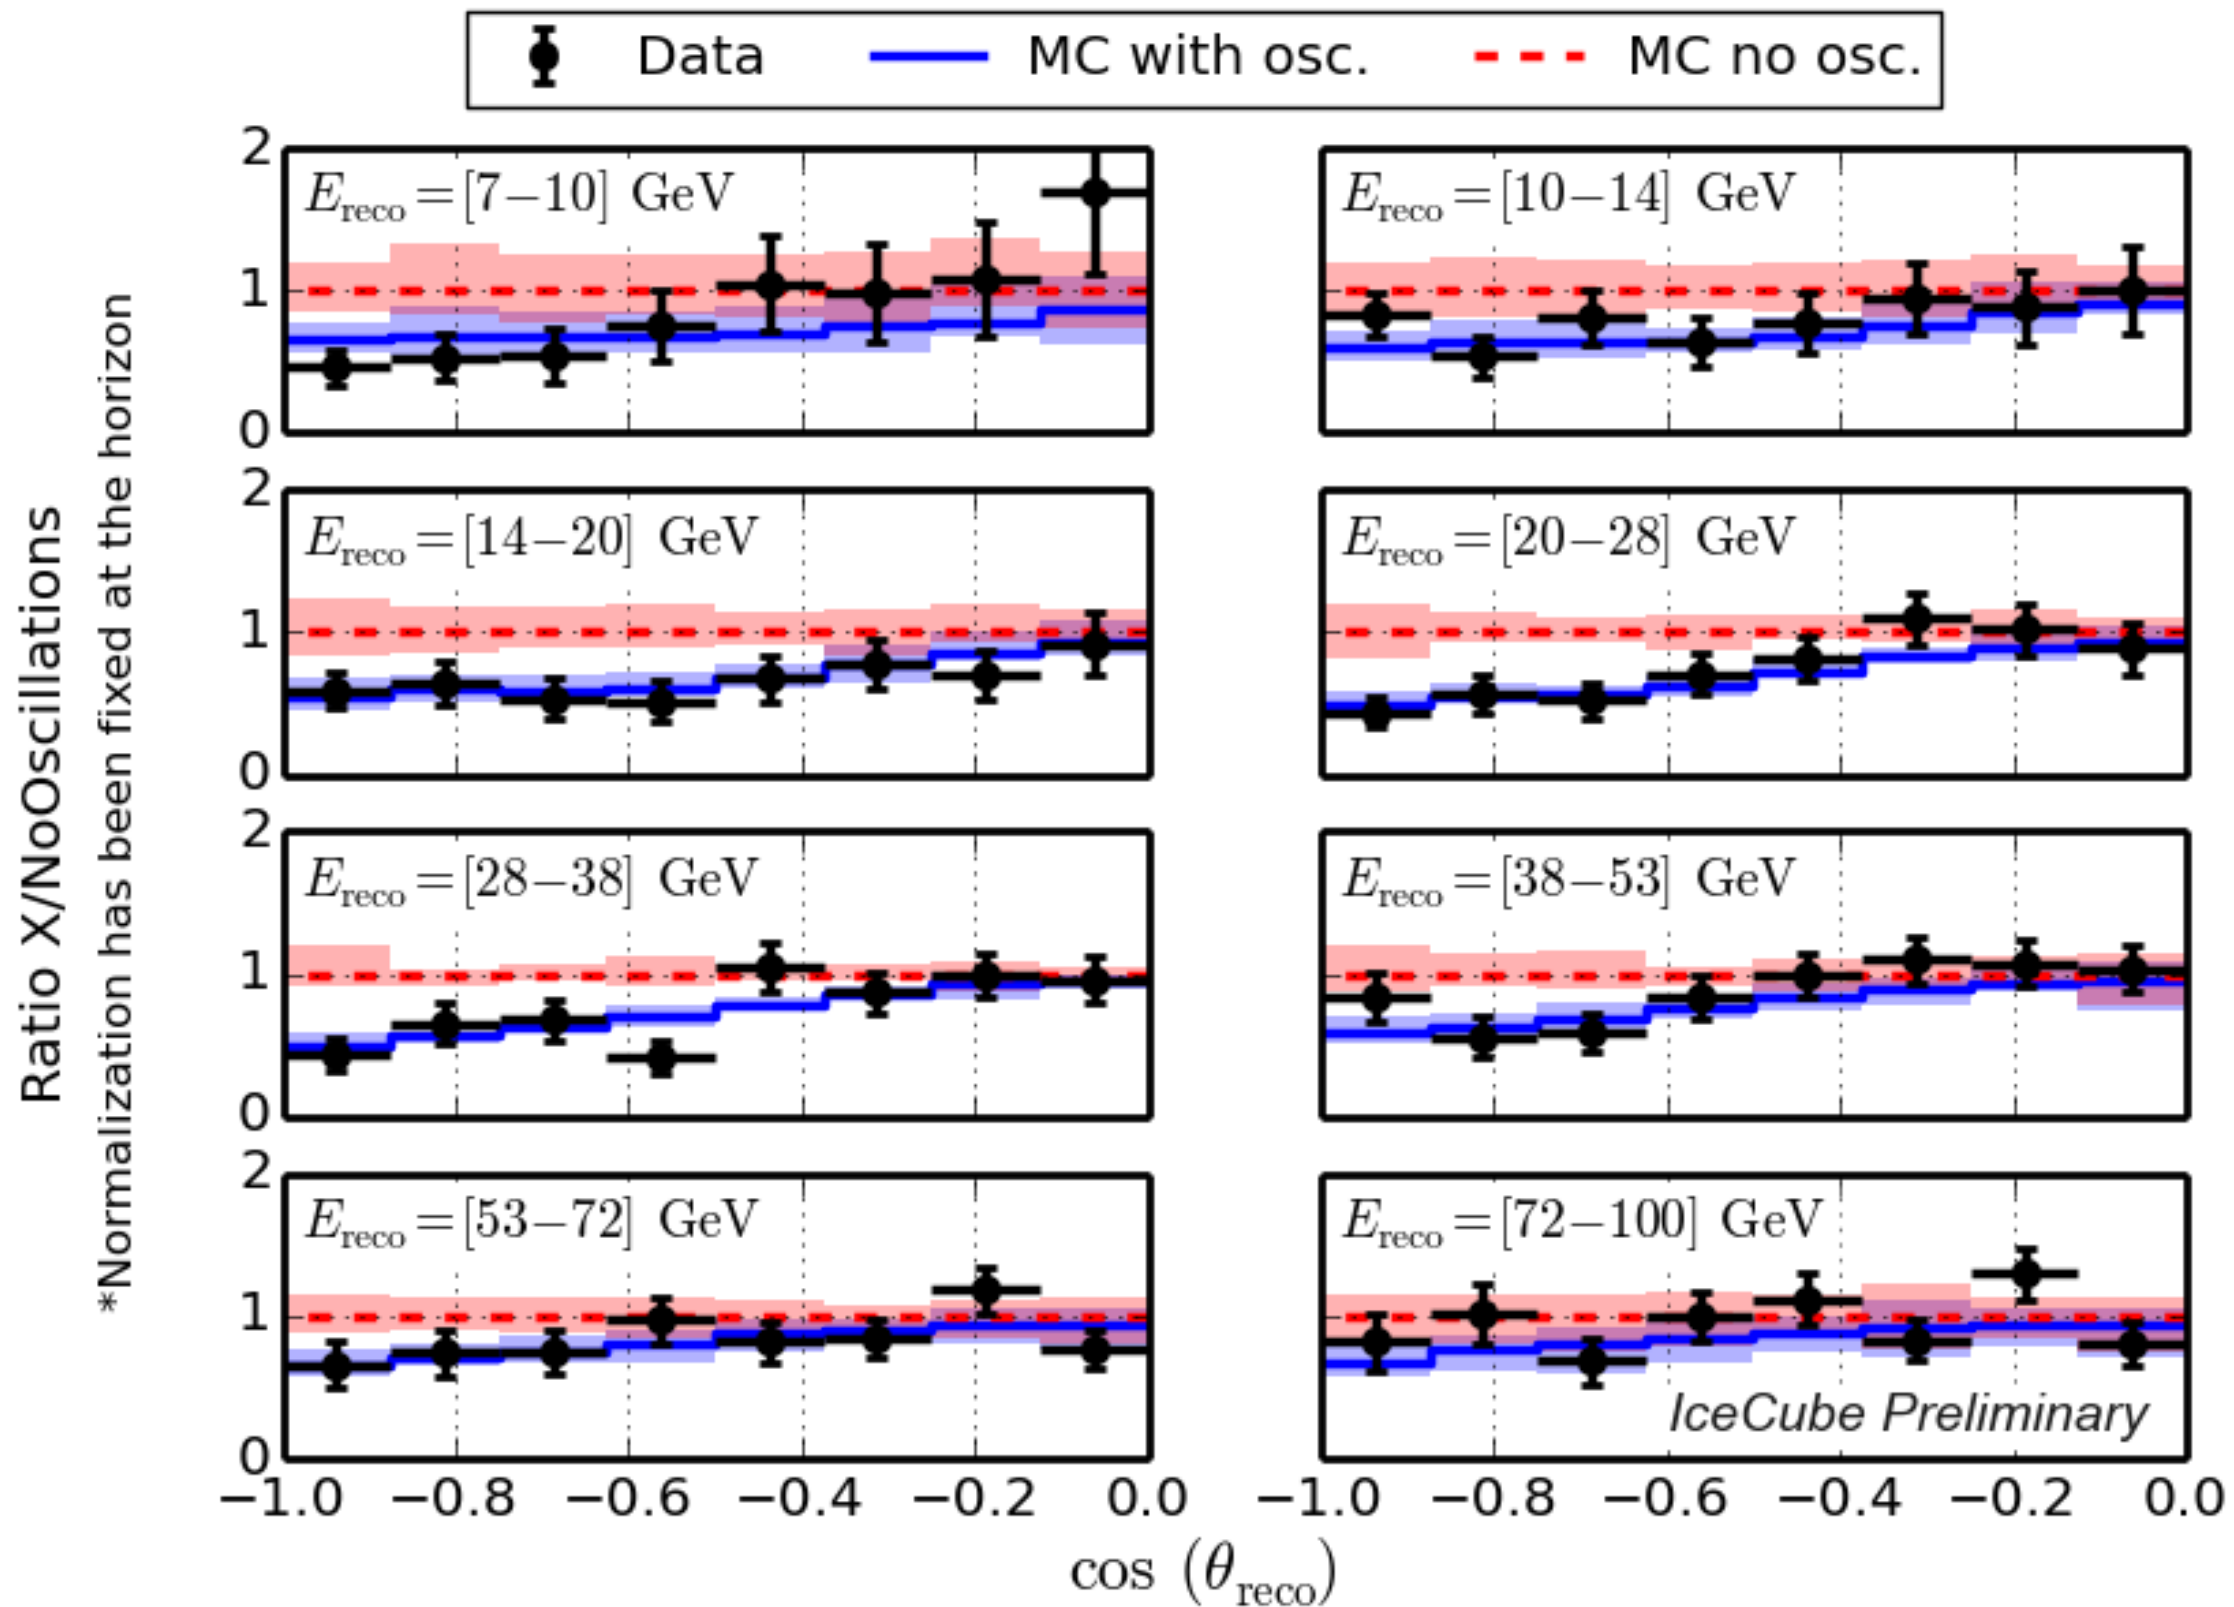 Data MC with osc. MC no osc.
Ratio X/NoOscillations
*Normalization has been fixed at the horizon
2
1
0
E_reco = [7−10] GeV
E_reco = [10−14] GeV
2
1
0
E_reco = [14−20] GeV
E_reco = [20−28] GeV
2
1
0
E_reco = [28−38] GeV
E_reco = [38−53] GeV
2
1
0
E_reco = [53−72] GeV
E_reco = [72−100] GeV
IceCube Preliminary
−1.0 −0.8 −0.6 −0.4 −0.2 0.0 −1.0 −0.8 −0.6 −0.4 −0.2 0.0
cos (θ_reco)